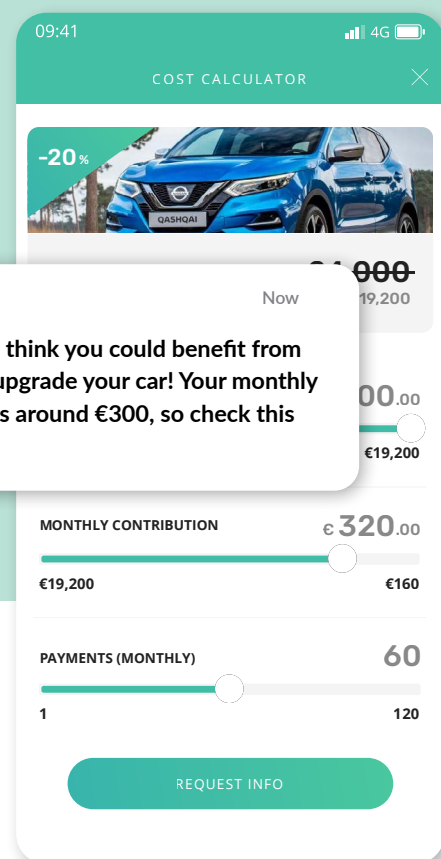 09:41 4G
COST CALCULATOR
-20%
QASHQAI
000
19,200
Now
think you could benefit from
upgrade your car! Your monthly
s around €300, so check this
00.00
€19,200
MONTHLY CONTRIBUTION € 320.00
€19,200 €160
PAYMENTS (MONTHLY) 60
1 120
REQUEST INFO